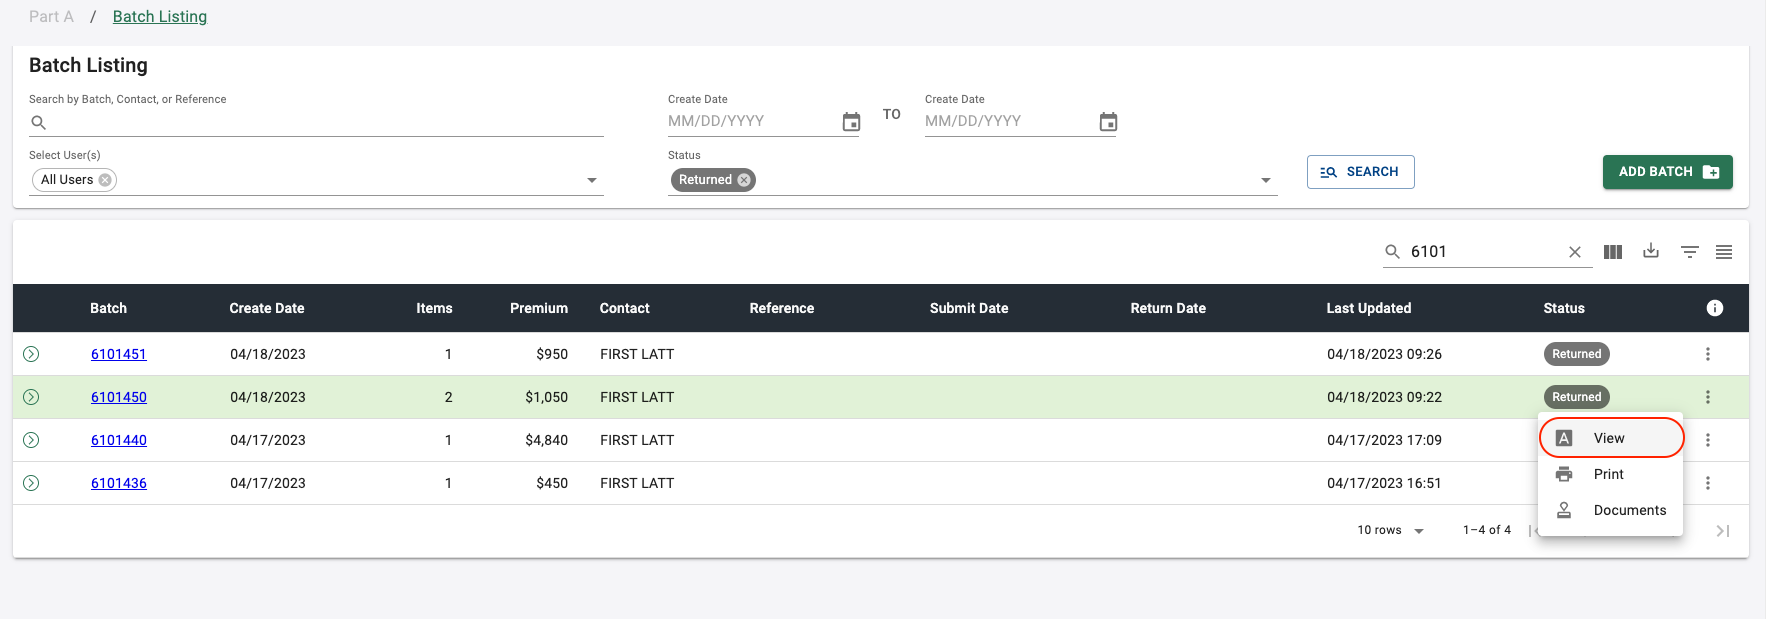 Part A / Batch Listing
Batch Listing
Search by Batch, Contact, or Reference
Create Date
MM/DD/YYYY
TO
Create Date
MM/DD/YYYY
Select User(s)
All Users
Status
Returned
SEARCH
ADD BATCH
6101
Batch Create Date Items Premium Contact Reference Submit Date Return Date Last Updated Status
6101451 04/18/2023 1 $950 FIRST LATT 04/18/2023 09:26 Returned
6101450 04/18/2023 2 $1,050 FIRST LATT 04/18/2023 09:22 Returned
6101440 04/17/2023 1 $4,840 FIRST LATT 04/17/2023 17:09
6101436 04/17/2023 1 $450 FIRST LATT 04/17/2023 16:51
A View
Print
Documents
10 rows 1–4 of 4